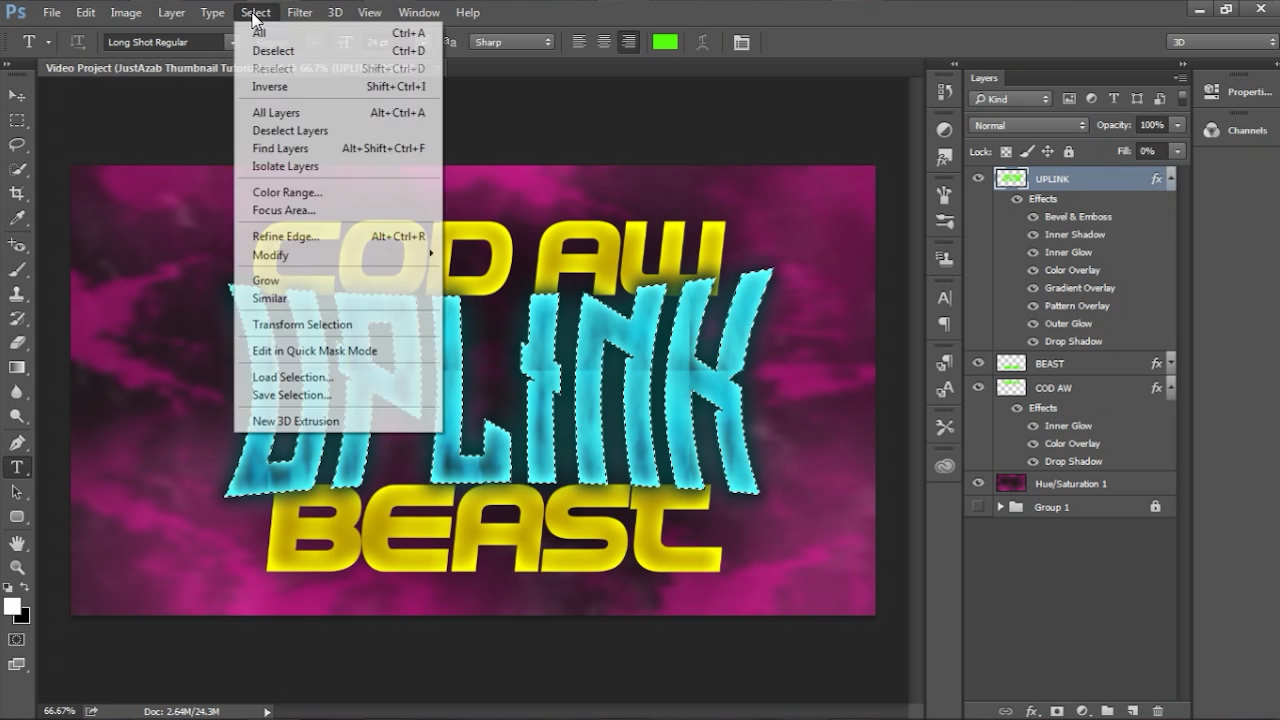 Ps File Edit Image Layer Type Select Filter 3D View Window Help
T Long Shot Regular 24 pt aa Sharp 3D
Video Project (JustAzab Thumbnail Tutor 66.7% (UPLINK
All Ctrl+A
Deselect Ctrl+D
Reselect Shift+Ctrl+D
Inverse Shift+Ctrl+I
All Layers Alt+Ctrl+A
Deselect Layers
Find Layers Alt+Shift+Ctrl+F
Isolate Layers
Color Range...
Focus Area...
Refine Edge... Alt+Ctrl+R
Modify
Grow
Similar
Transform Selection
Edit in Quick Mask Mode
Load Selection...
Save Selection...
New 3D Extrusion
COD AW
UPLINK
BEAST
Layers
Kind
Normal Opacity: 100%
Lock: Fill: 0%
UPLINK fx
Effects
Bevel & Emboss
Inner Shadow
Inner Glow
Color Overlay
Gradient Overlay
Pattern Overlay
Outer Glow
Drop Shadow
BEAST fx
COD AW fx
Effects
Inner Glow
Color Overlay
Drop Shadow
Hue/Saturation 1
Group 1
Properti...
Channels
66.67% Doc: 2.64M/24.3M